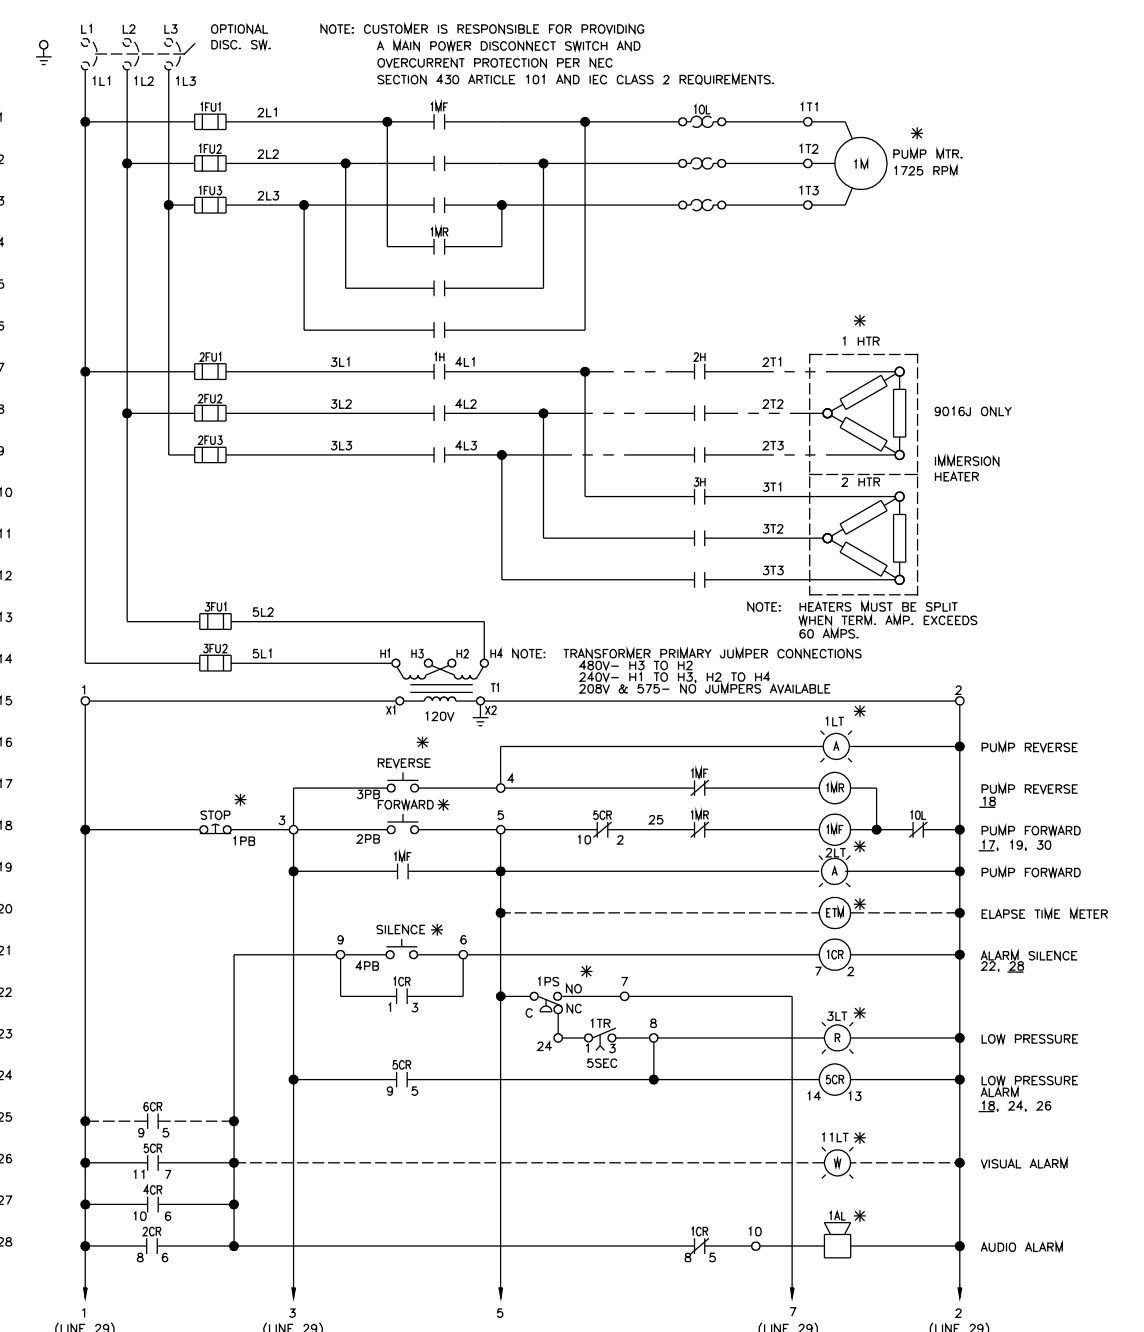 L1 L2 L3 OPTIONAL
DISC. SW.
NOTE: CUSTOMER IS RESPONSIBLE FOR PROVIDING
A MAIN POWER DISCONNECT SWITCH AND
OVERCURRENT PROTECTION PER NEC
SECTION 430 ARTICLE 101 AND IEC CLASS 2 REQUIREMENTS.
1L1 1L2 1L3
1 1FU1 2L1 1MF 1OL 1T1
2 1FU2 2L2 1T2 1M
* PUMP MTR.
1725 RPM
3 1FU3 2L3 1T3
4 1MR
5
6
*
1 HTR
7 2FU1 3L1 1H 4L1 2H 2T1
8 2FU2 3L2 4L2 2T2 9016J ONLY
9 2FU3 3L3 4L3 2T3
IMMERSION
HEATER
10 3H 3T1 2 HTR
11 3T2
12 3T3
NOTE: HEATERS MUST BE SPLIT
WHEN TERM. AMP. EXCEEDS
60 AMPS.
13 3FU1 5L2
14 3FU2 5L1 H1 H3 H2 H4
NOTE: TRANSFORMER PRIMARY JUMPER CONNECTIONS
480V- H3 TO H2
240V- H1 TO H3, H2 TO H4
208V & 575- NO JUMPERS AVAILABLE
T1
15 1 X1 120V X2 2
16 1LT * A PUMP REVERSE
*
REVERSE
17 3PB 4 1MF 1MR PUMP REVERSE
18
FORWARD *
18 STOP * 1PB 3 2PB 5 5CR 10 2 25 1MR 1MF 1OL PUMP FORWARD
17, 19, 30
19 1MF 2LT * A PUMP FORWARD
20 ETM * ELAPSE TIME METER
SILENCE *
21 9 4PB 6 1CR 7 2 ALARM SILENCE
22, 28
22 1CR 1 3 1PS * NO 7
C NC
23 24 1TR 1 3 8 3LT * R LOW PRESSURE
5SEC
24 5CR 9 5 5CR 14 13 LOW PRESSURE
ALARM
18, 24, 26
25 6CR 9 5
26 5CR 11 7 11LT * W VISUAL ALARM
27 4CR 10 6
28 2CR 8 6 1CR 8 5 10 1AL * AUDIO ALARM
1 3 5 7 2
(LINE 29) (LINE 29) (LINE 29) (LINE 29)